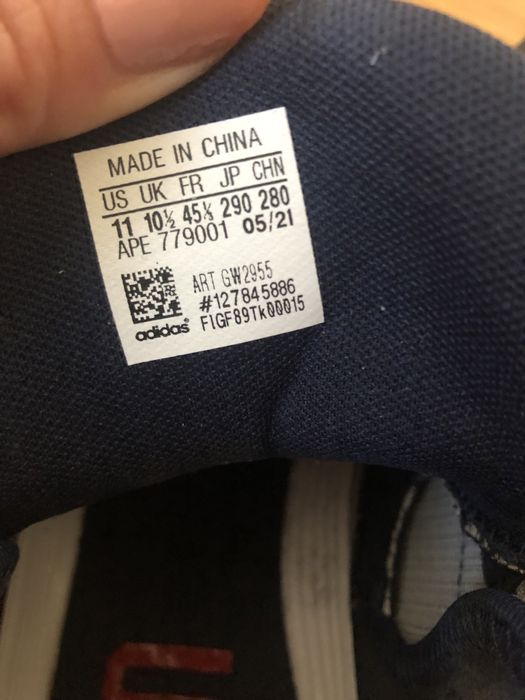 MADE IN CHINA
US UK FR JP CHN
11 10½ 45⅓ 290 280
APE 779001 05/21
ART GW2955
#127845886
FIGF89Tk00015
adidas®